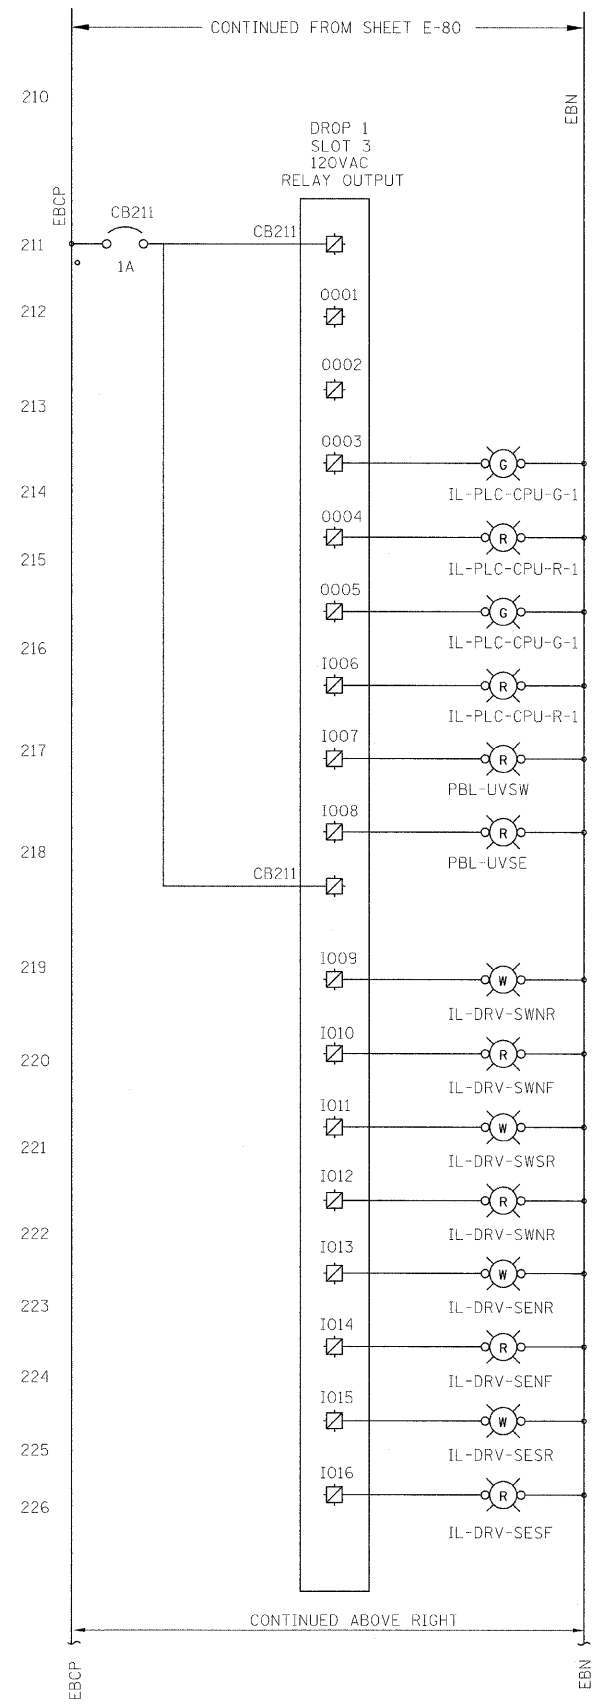 CONTINUED FROM SHEET E-80
210
EBN
DROP 1
SLOT 3
120VAC
RELAY OUTPUT
EBCP
CB211
CB211
211
1A
0001
212
0002
213
0003
G
214
IL-PLC-CPU-G-1
0004
R
215
IL-PLC-CPU-R-1
0005
G
216
IL-PLC-CPU-G-1
I006
R
IL-PLC-CPU-R-1
217
I007
R
PBL-UVSW
I008
R
218
PBL-UVSE
CB211
219
I009
W
IL-DRV-SWNR
I010
R
220
IL-DRV-SWNF
I011
W
221
IL-DRV-SWSR
I012
R
222
IL-DRV-SWNR
I013
W
223
IL-DRV-SENR
I014
R
224
IL-DRV-SENF
I015
W
225
IL-DRV-SESR
I016
R
226
IL-DRV-SESF
CONTINUED ABOVE RIGHT
EBCP
EBN